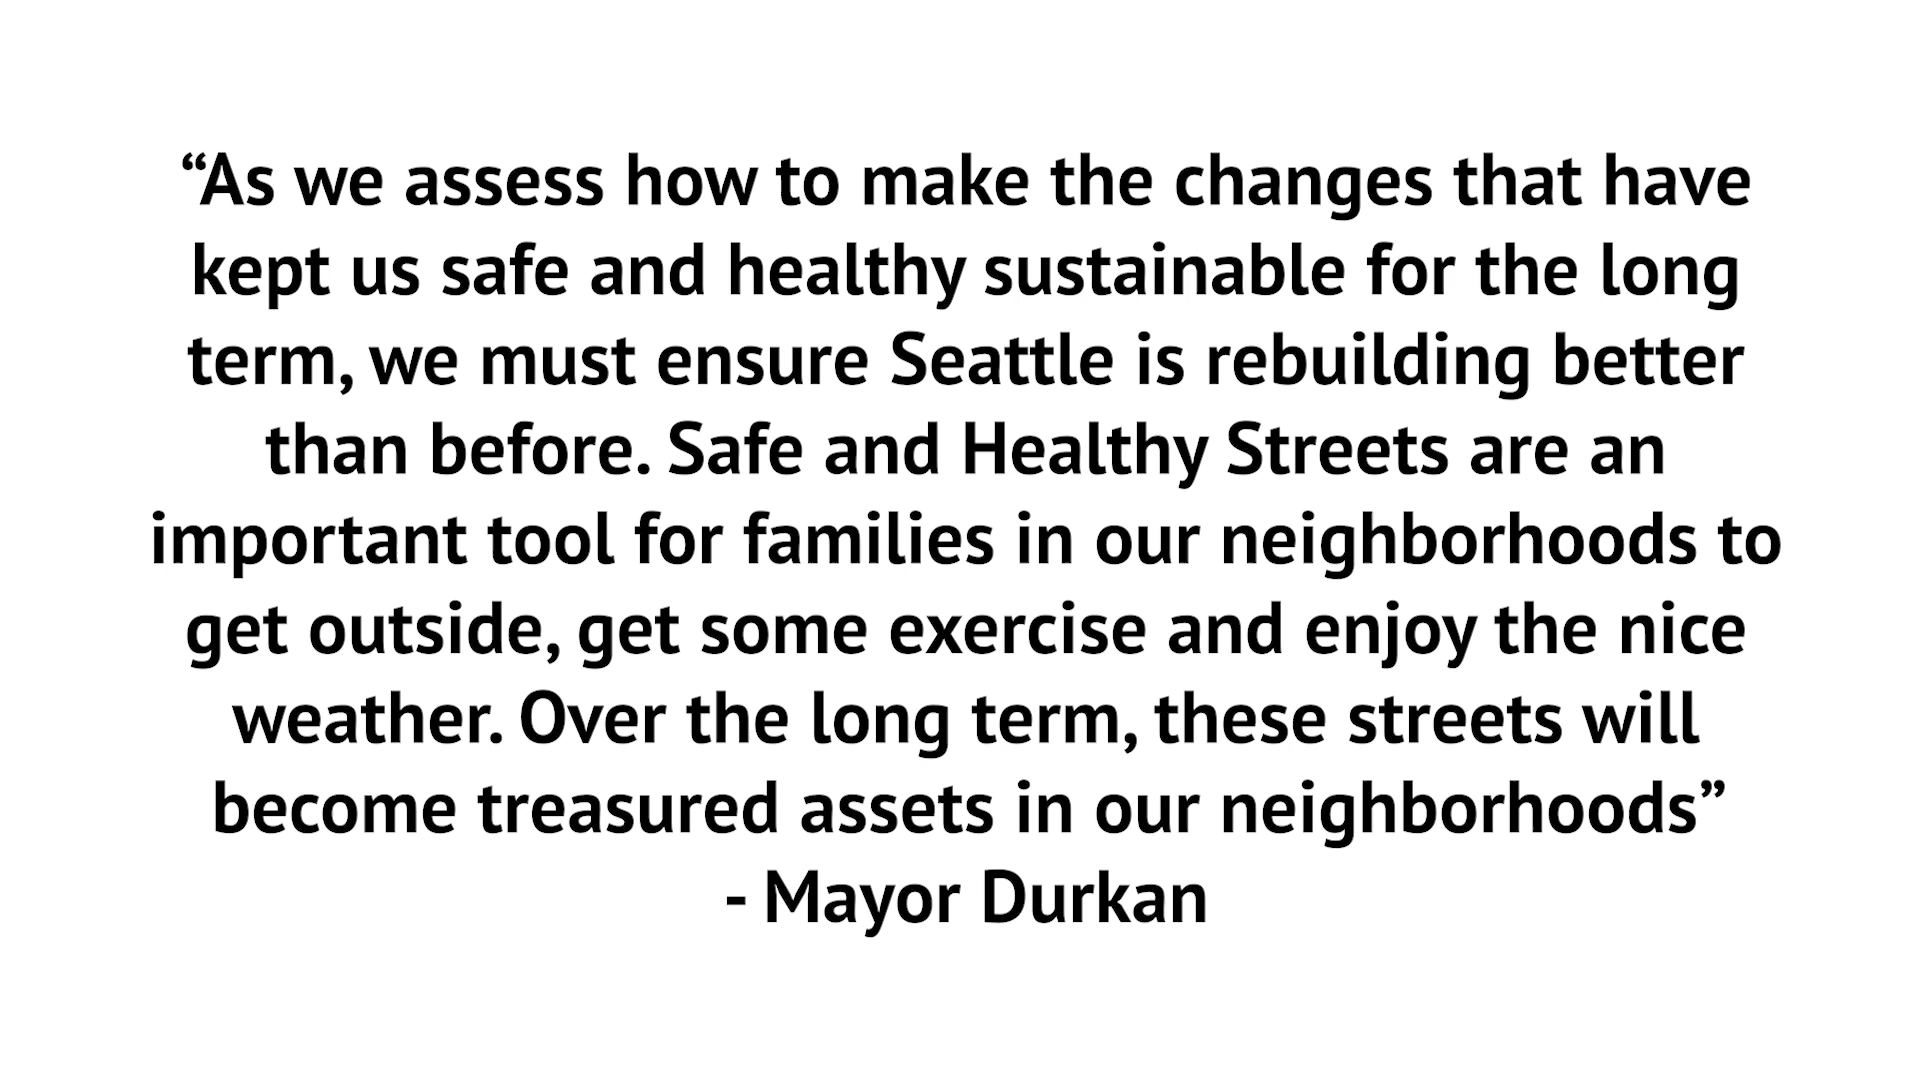 “As we assess how to make the changes that have
kept us safe and healthy sustainable for the long
term, we must ensure Seattle is rebuilding better
than before. Safe and Healthy Streets are an
important tool for families in our neighborhoods to
get outside, get some exercise and enjoy the nice
weather. Over the long term, these streets will
become treasured assets in our neighborhoods”
- Mayor Durkan